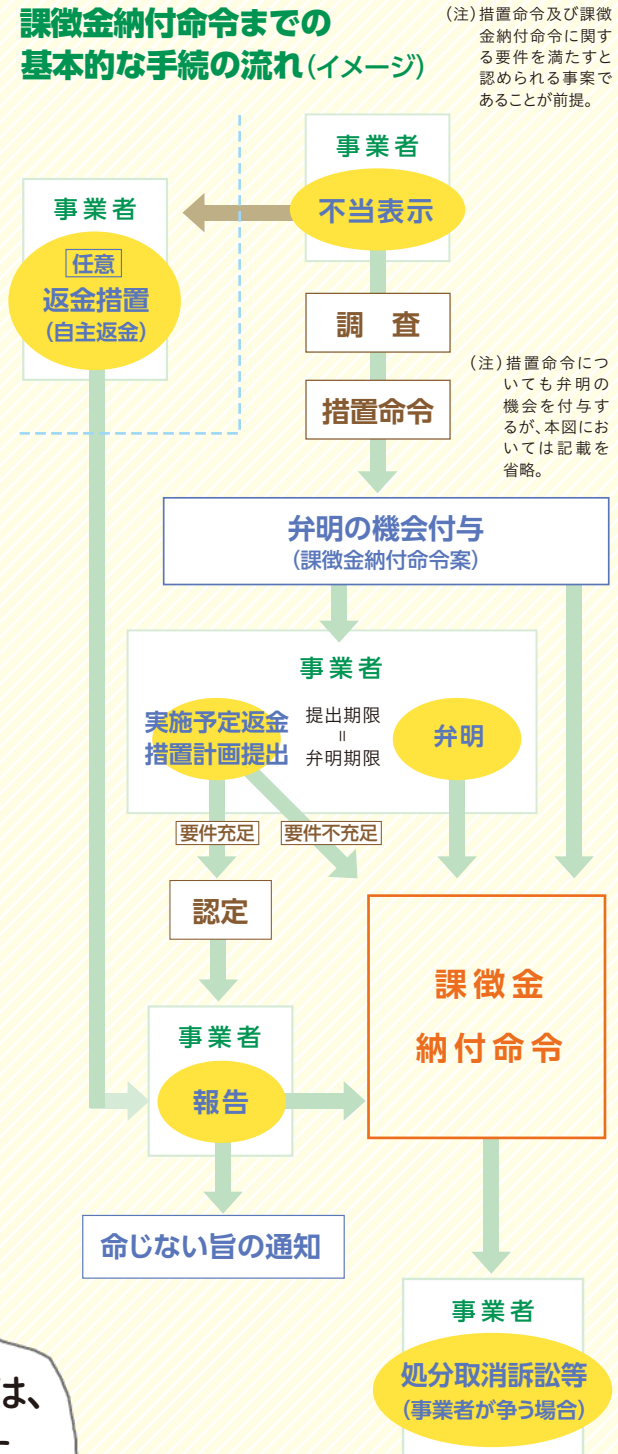 課徴金納付命令までの
基本的な手続の流れ(イメージ)
(注)措置命令及び課徴
金納付命令に関す
る要件を満たすと
認められる事案で
あることが前提。
事業者
不当表示
事業者
任意
返金措置
(自主返金)
調 査
措置命令
(注)措置命令につ
いても弁明の
機会を付与す
るが、本図にお
いては記載を
省略。
弁明の機会付与
(課徴金納付命令案)
事業者
実施予定返金
措置計画提出
提出期限
=
弁明期限
弁明
要件充足
要件不充足
認定
課徴金
納付命令
事業者
報告
命じない旨の通知
事業者
処分取消訴訟等
(事業者が争う場合)
は、